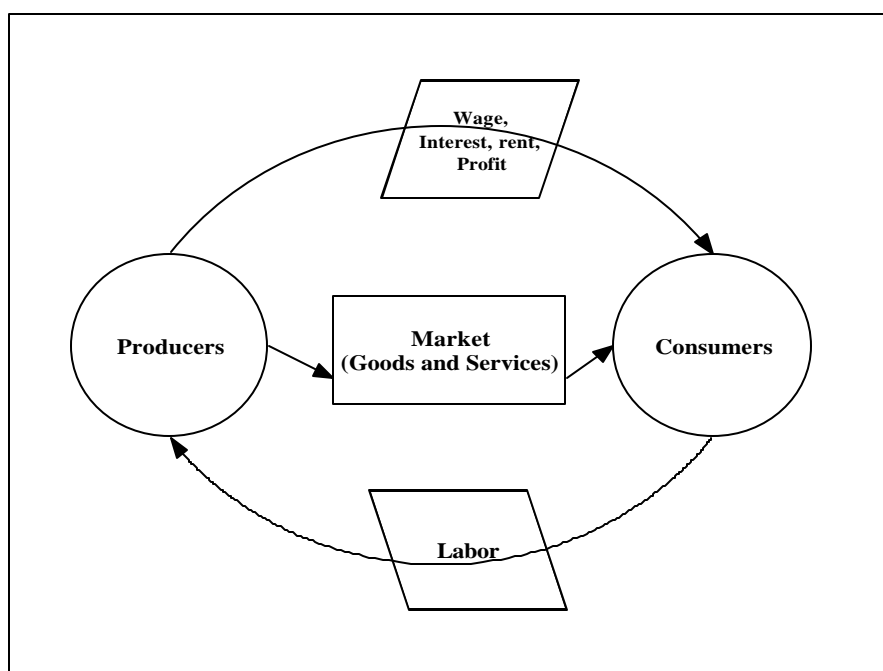 Wage,
Interest, rent,
Profit
Producers
Market
(Goods and Services)
Consumers
Labor